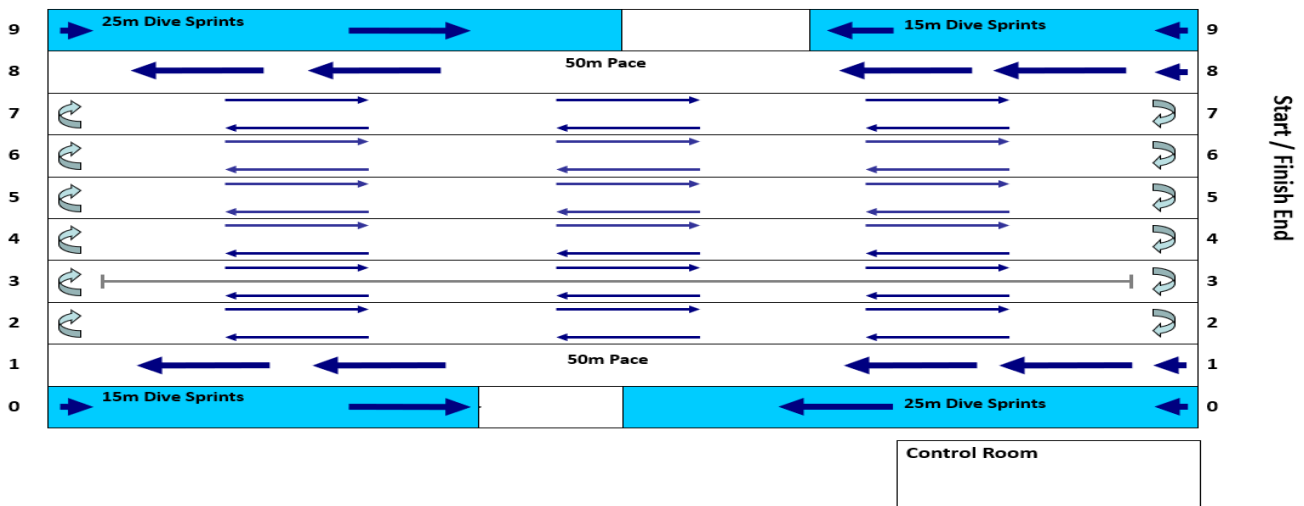 9 25m Dive Sprints 15m Dive Sprints 9
8 50m Pace 8
7 7
6 6
5 5
4 4
3 3
2 2
1 50m Pace 1
0 15m Dive Sprints 25m Dive Sprints 0
Start / Finish End
Control Room